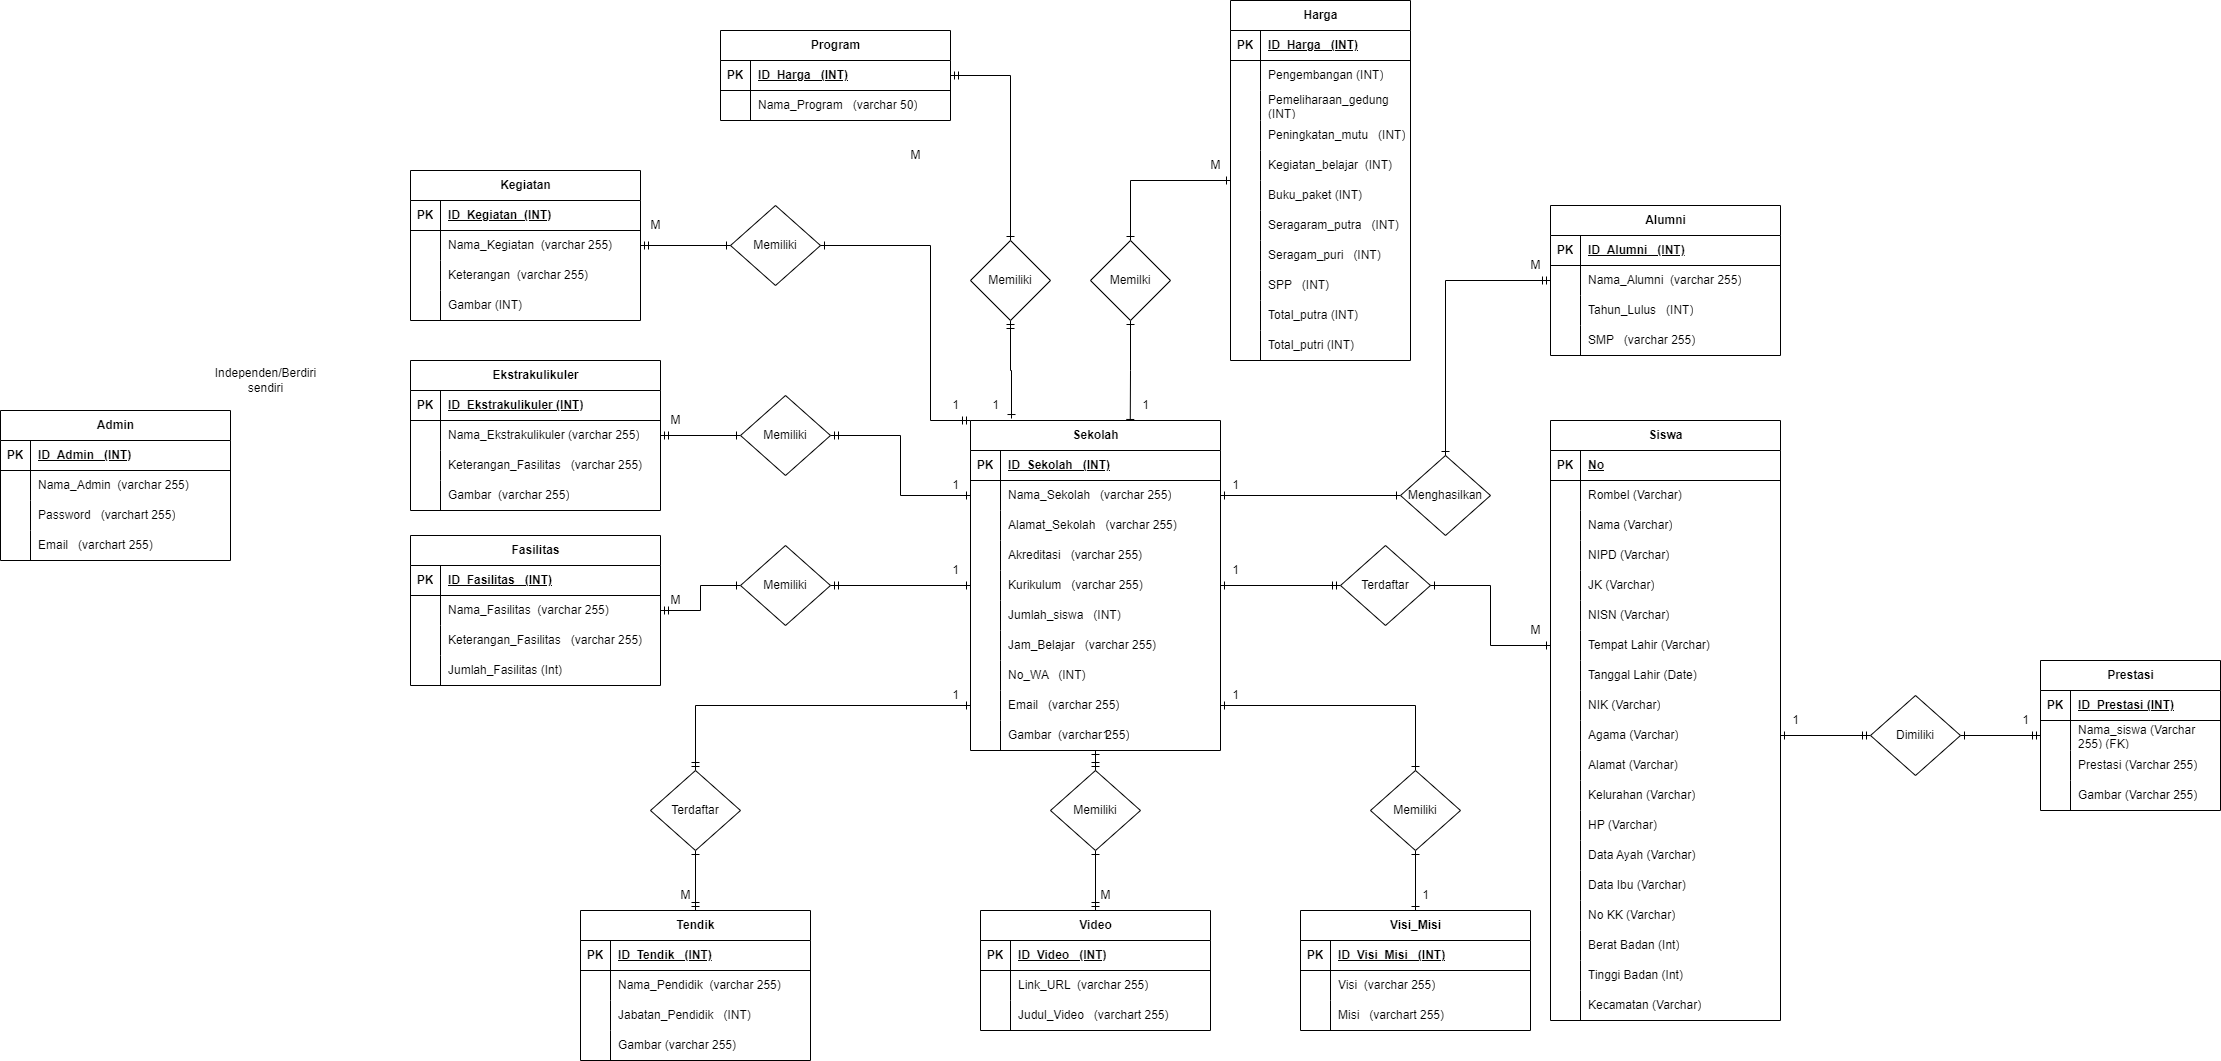 Harga
PK ID_Harga (INT)
Pengembangan (INT)
Pemeliharaan_gedung
(INT)
Peningkatan_mutu (INT)
Kegiatan_belajar (INT)
Buku_paket (INT)
Seragaram_putra (INT)
Seragam_puri (INT)
SPP (INT)
Total_putra (INT)
Total_putri (INT)
Program
PK ID_Harga (INT)
Nama_Program (varchar 50)
M
M
Kegiatan
PK ID_Kegiatan (INT)
Nama_Kegiatan (varchar 255)
Keterangan (varchar 255)
Gambar (INT)
M
Memiliki
Memiliki
Memilki
Alumni
PK ID_Alumni (INT)
Nama_Alumni (varchar 255)
Tahun_Lulus (INT)
SMP (varchar 255)
M
Independen/Berdiri
sendiri
Admin
PK ID_Admin (INT)
Nama_Admin (varchar 255)
Password (varchart 255)
Email (varchart 255)
Ekstrakulikuler
PK ID_Ekstrakulikuler (INT)
Nama_Ekstrakulikuler (varchar 255)
Keterangan_Fasilitas (varchar 255)
Gambar (varchar 255)
M
Memiliki
1
1
1
1
Fasilitas
PK ID_Fasilitas (INT)
Nama_Fasilitas (varchar 255)
Keterangan_Fasilitas (varchar 255)
Jumlah_Fasilitas (Int)
M
Memiliki
1
Sekolah
PK ID_Sekolah (INT)
Nama_Sekolah (varchar 255)
Alamat_Sekolah (varchar 255)
Akreditasi (varchar 255)
Kurikulum (varchar 255)
Jumlah_siswa (INT)
Jam_Belajar (varchar 255)
No_WA (INT)
Email (varchar 255)
Gambar (varchar 255)
1
1
Menghasilkan
1
Terdaftar
M
Siswa
PK No
Rombel (Varchar)
Nama (Varchar)
NIPD (Varchar)
JK (Varchar)
NISN (Varchar)
Tempat Lahir (Varchar)
Tanggal Lahir (Date)
NIK (Varchar)
Agama (Varchar)
Alamat (Varchar)
Kelurahan (Varchar)
HP (Varchar)
Data Ayah (Varchar)
Data Ibu (Varchar)
No KK (Varchar)
Berat Badan (Int)
Tinggi Badan (Int)
Kecamatan (Varchar)
1
Dimiliki
1
Prestasi
PK ID_Prestasi (INT)
Nama_siswa (Varchar
255) (FK)
Prestasi (Varchar 255)
Gambar (Varchar 255)
1
1
Terdaftar
Memiliki
Memiliki
M
M
1
Tendik
PK ID_Tendik (INT)
Nama_Pendidik (varchar 255)
Jabatan_Pendidik (INT)
Gambar (varchar 255)
Video
PK ID_Video (INT)
Link_URL (varchar 255)
Judul_Video (varchart 255)
Visi_Misi
PK ID_Visi_Misi (INT)
Visi (varchar 255)
Misi (varchart 255)